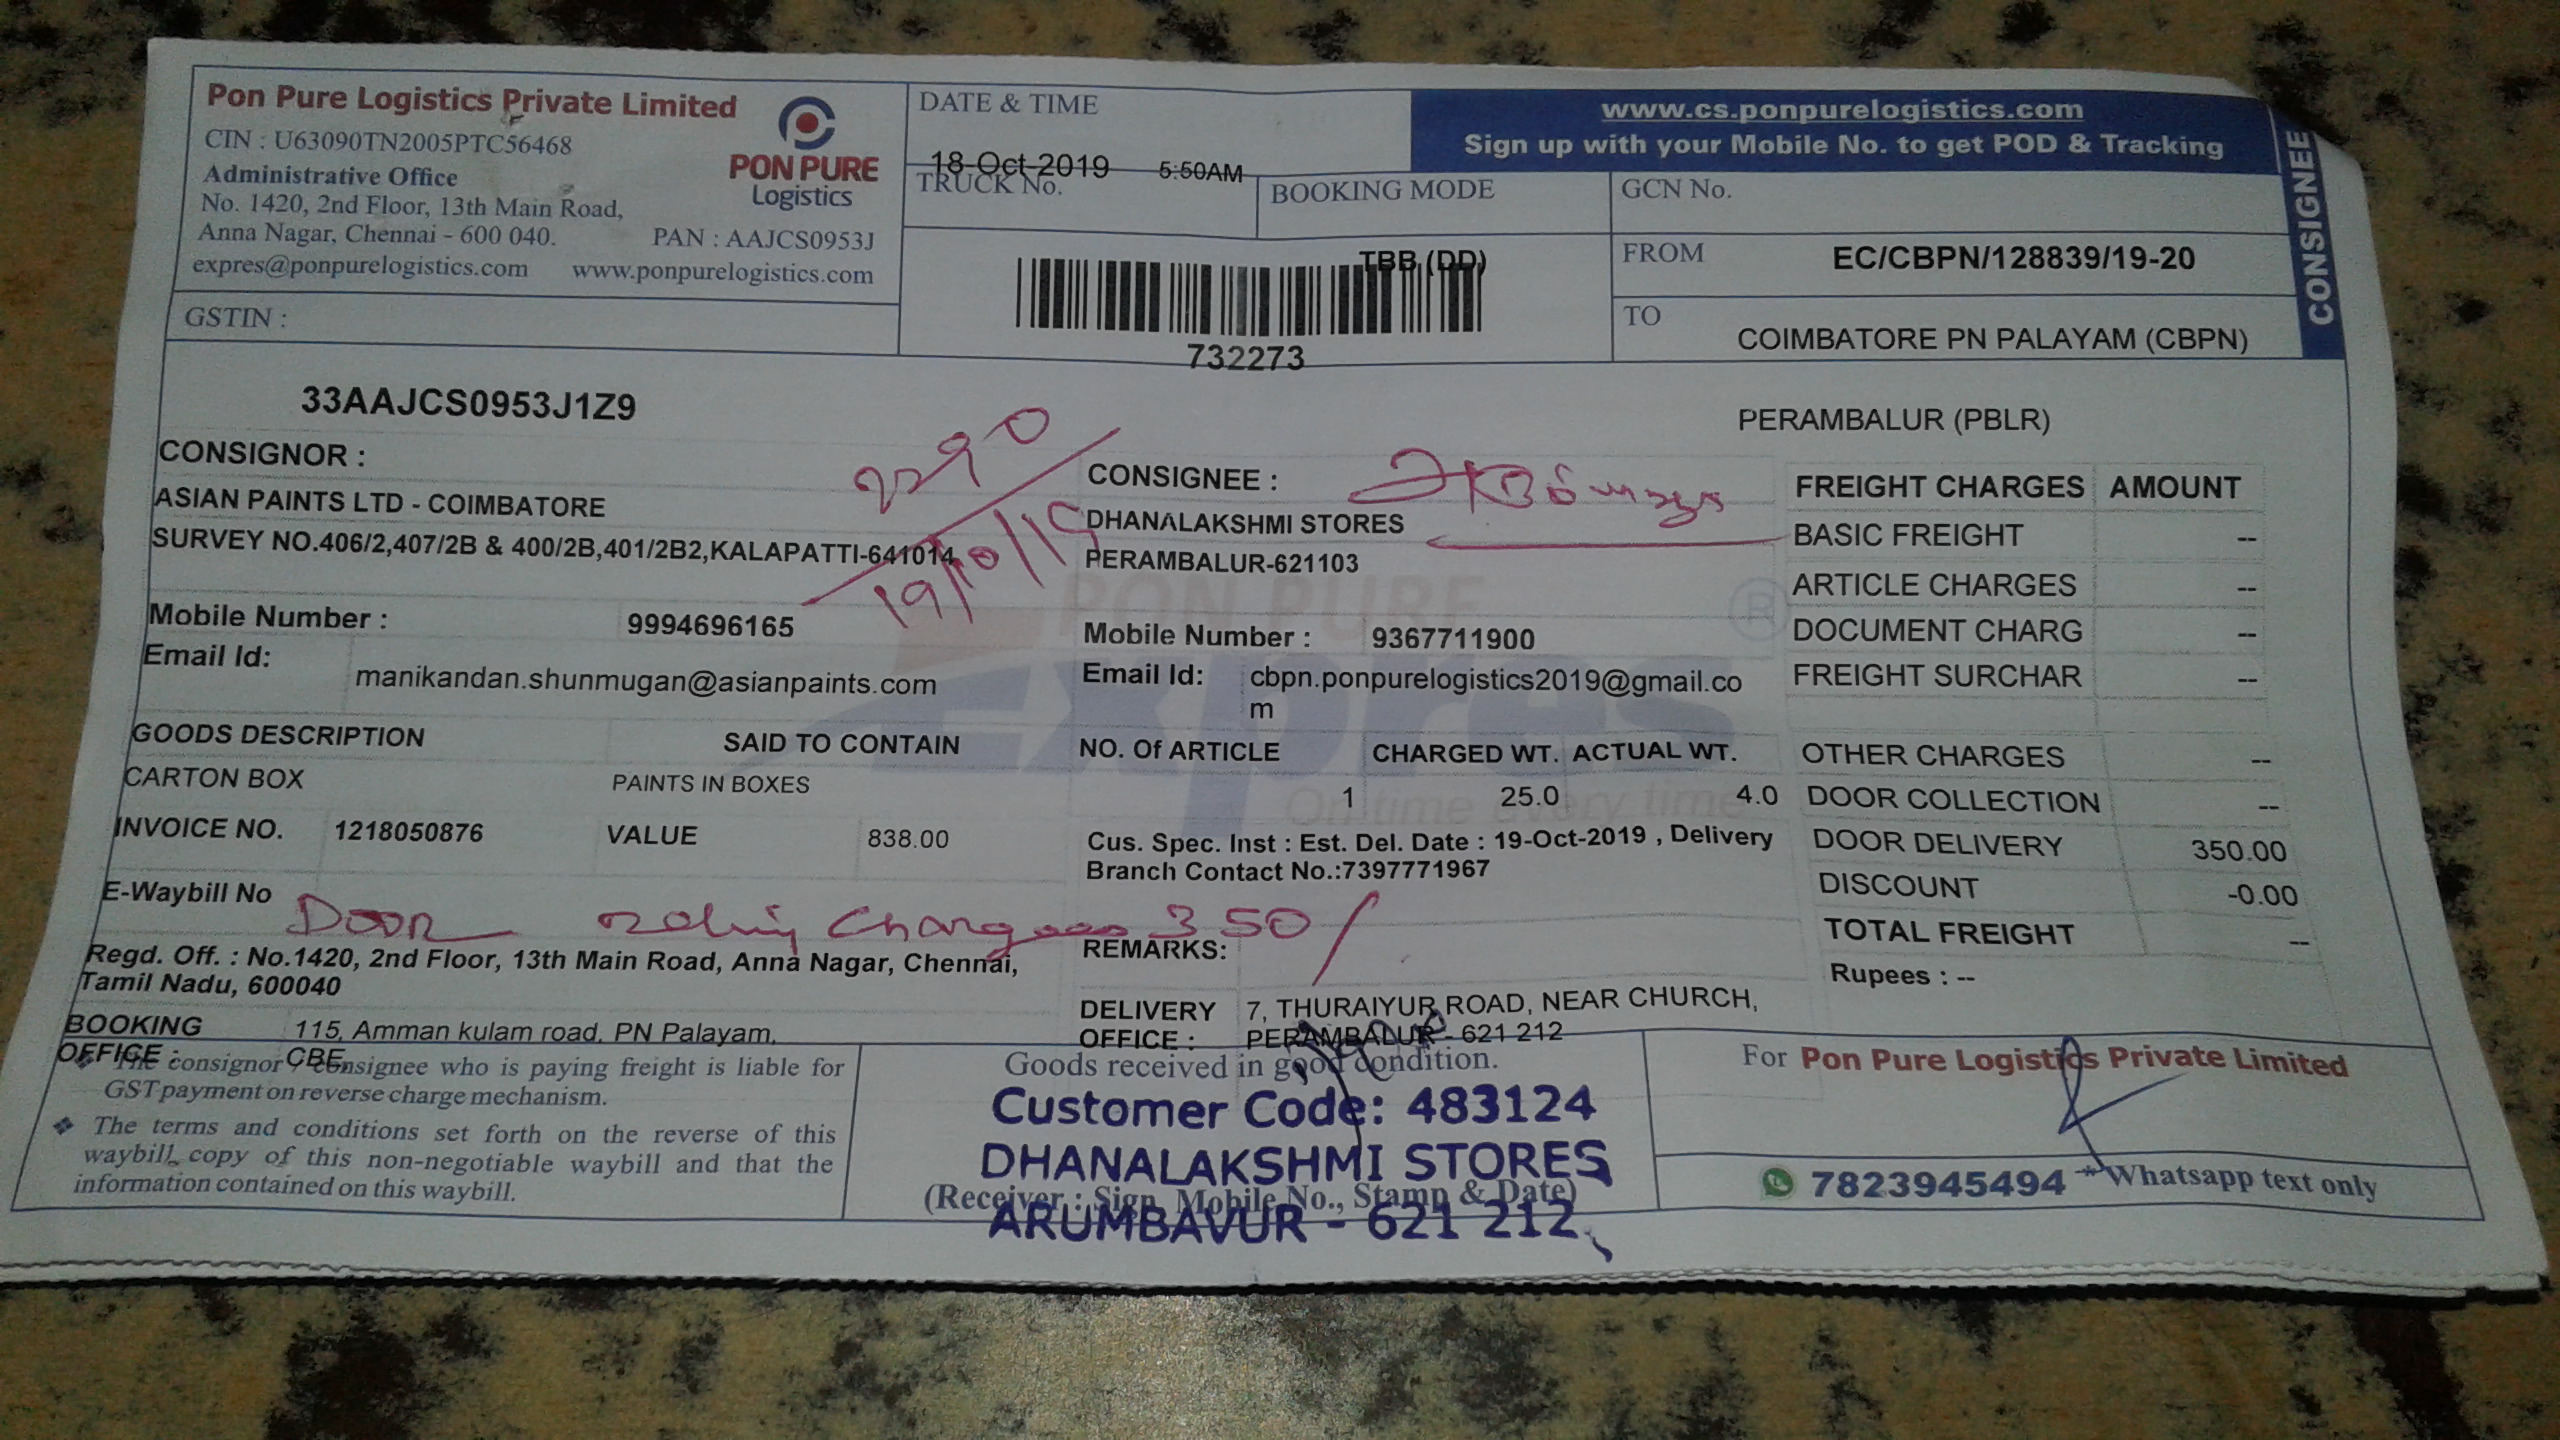 Pon Pure Logistics Private Limited
CIN : U63090TN2005PTC56468
Administrative Office
No. 1420, 2nd Floor, 13th Main Road,
Anna Nagar, Chennai - 600 040.
PAN : AAJCS0953J
expres@ponpurelogistics.com www.ponpurelogistics.com
PON PURE
Logistics
GSTIN :
33AAJCS0953J1Z9
DATE & TIME
18-Oct-2019 5:50AM
TRUCK No.
BOOKING MODE
TBB (DD)
732273
www.cs.ponpurelogistics.com
Sign up with your Mobile No. to get POD & Tracking
CONSIGNEE
GCN No.
FROM EC/CBPN/128839/19-20
TO COIMBATORE PN PALAYAM (CBPN)
PERAMBALUR (PBLR)
CONSIGNOR :
ASIAN PAINTS LTD - COIMBATORE
SURVEY NO.406/2,407/2B & 400/2B,401/2B2,KALAPATTI-641014
19/10/19
Mobile Number : 9994696165
Email Id: manikandan.shunmugan@asianpaints.com
CONSIGNEE :
DHANALAKSHMI STORES
PERAMBALUR-621103
Mobile Number : 9367711900
Email Id: cbpn.ponpurelogistics2019@gmail.co
m
PON PURE
Expres
On time every time
GOODS DESCRIPTION SAID TO CONTAIN
CARTON BOX PAINTS IN BOXES
INVOICE NO. 1218050876 VALUE 838.00
E-Waybill No
Door Charges 350/
NO. Of ARTICLE CHARGED WT. ACTUAL WT.
1 25.0 4.0
Cus. Spec. Inst : Est. Del. Date : 19-Oct-2019 , Delivery
Branch Contact No.:7397771967
REMARKS:
FREIGHT CHARGES AMOUNT
BASIC FREIGHT --
ARTICLE CHARGES --
DOCUMENT CHARG --
FREIGHT SURCHAR --
OTHER CHARGES --
DOOR COLLECTION --
DOOR DELIVERY 350.00
DISCOUNT -0.00
TOTAL FREIGHT --
Rupees : --
Regd. Off. : No.1420, 2nd Floor, 13th Main Road, Anna Nagar, Chennai,
Tamil Nadu, 600040
BOOKING 115, Amman kulam road, PN Palayam,
OFFICE : CBE
DELIVERY 7, THURAIYUR ROAD, NEAR CHURCH,
OFFICE : PERAMBALUR - 621 212
The consignor / Consignee who is paying freight is liable for
GST payment on reverse charge mechanism.
The terms and conditions set forth on the reverse of this
waybill, copy of this non-negotiable waybill and that the
information contained on this waybill.
Goods received in good condition.
Customer Code: 483124
DHANALAKSHMI STORES
(Receiver : Sign, Mobile No., Stamp & Date)
ARUMBAVUR - 621 212
For Pon Pure Logistics Private Limited
7823945494 *Whatsapp text only